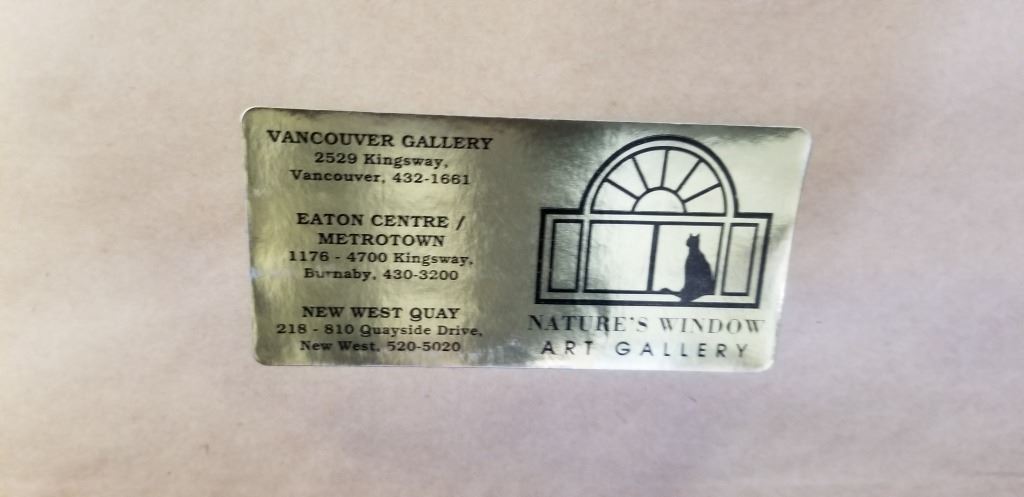 VANCOUVER GALLERY
2529 Kingsway,
Vancouver, 432-1661
EATON CENTRE /
METROTOWN
1176 - 4700 Kingsway,
Burnaby, 430-3200
NEW WEST QUAY
218 - 810 Quayside Drive,
New West, 520-5020
NATURE'S WINDOW
ART GALLERY